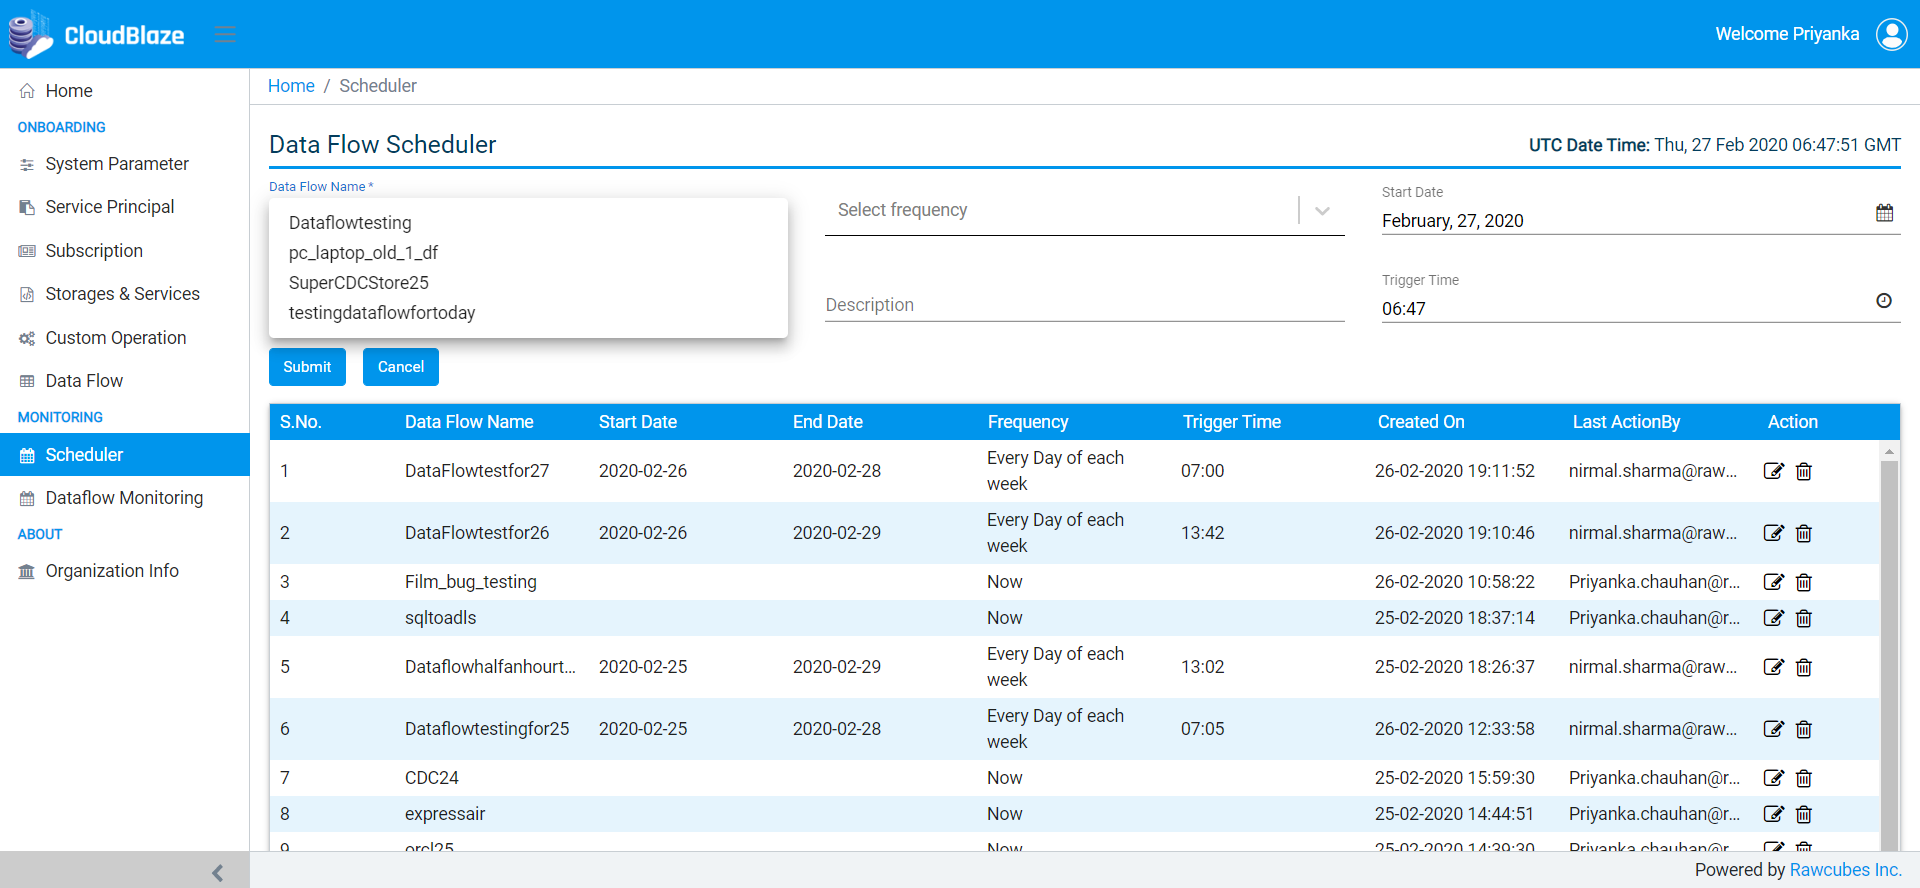 CloudBlaze
Welcome Priyanka
Home
ONBOARDING
System Parameter
Service Principal
Subscription
Storages & Services
Custom Operation
Data Flow
MONITORING
Scheduler
Dataflow Monitoring
ABOUT
Organization Info
Home / Scheduler
Data Flow Scheduler
UTC Date Time: Thu, 27 Feb 2020 06:47:51 GMT
Data Flow Name *
Dataflowtesting
pc_laptop_old_1_df
SuperCDCStore25
testingdataflowfortoday
Select frequency
Start Date
February, 27, 2020
Description
Trigger Time
06:47
Submit Cancel
S.No. Data Flow Name Start Date End Date Frequency Trigger Time Created On Last ActionBy Action
1 DataFlowtestfor27 2020-02-26 2020-02-28 Every Day of each week 07:00 26-02-2020 19:11:52 nirmal.sharma@raw...
2 DataFlowtestfor26 2020-02-26 2020-02-29 Every Day of each week 13:42 26-02-2020 19:10:46 nirmal.sharma@raw...
3 Film_bug_testing Now 26-02-2020 10:58:22 Priyanka.chauhan@r...
4 sqltoadls Now 25-02-2020 18:37:14 Priyanka.chauhan@r...
5 Dataflowhalfanhourt... 2020-02-25 2020-02-29 Every Day of each week 13:02 25-02-2020 18:26:37 nirmal.sharma@raw...
6 Dataflowtestingfor25 2020-02-25 2020-02-28 Every Day of each week 07:05 26-02-2020 12:33:58 nirmal.sharma@raw...
7 CDC24 Now 25-02-2020 15:59:30 Priyanka.chauhan@r...
8 expressair Now 25-02-2020 14:44:51 Priyanka.chauhan@r...
9 orcl25 Now 25-02-2020 14:39:30 Priyanka.chauhan@r...
Powered by Rawcubes Inc.